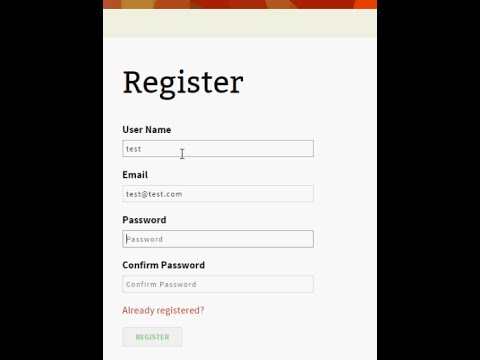 Register
User Name
test
Email
test@test.com
Password
Password
Confirm Password
Confirm Password
Already registered?
REGISTER